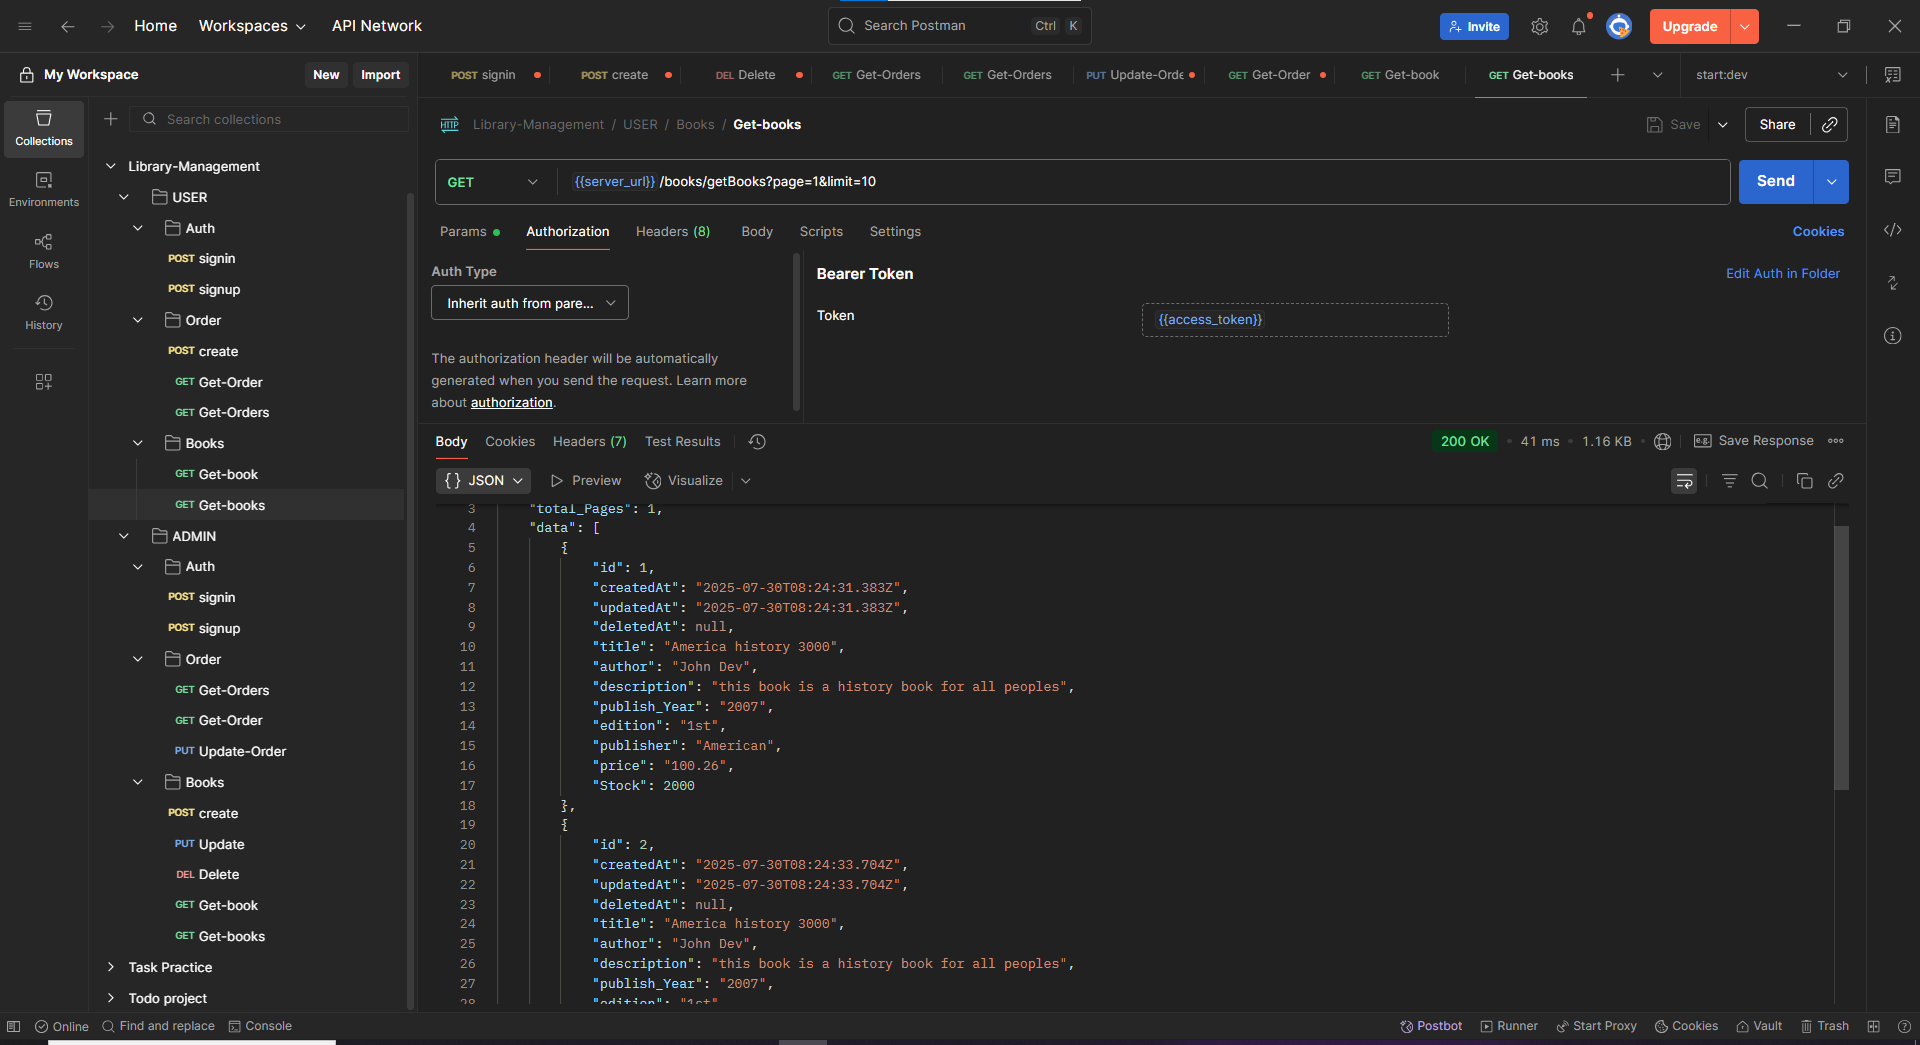 Home Workspaces API Network Search Postman Ctrl K Invite Upgrade
My Workspace New Import POST signin POST create DEL Delete GET Get-Orders GET Get-Orders PUT Update-Orde GET Get-Order GET Get-book GET Get-books start:dev
Collections
Environments
Flows
History
Search collections
Library-Management
USER
Auth
POST signin
POST signup
Order
POST create
GET Get-Order
GET Get-Orders
Books
GET Get-book
GET Get-books
ADMIN
Auth
POST signin
POST signup
Order
GET Get-Orders
GET Get-Order
PUT Update-Order
Books
POST create
PUT Update
DEL Delete
GET Get-book
GET Get-books
Task Practice
Todo project
HTTP Library-Management / USER / Books / Get-books Save Share
GET {{server_url}} /books/getBooks?page=1&limit=10 Send
Params Authorization Headers (8) Body Scripts Settings Cookies
Auth Type
Inherit auth from pare...
The authorization header will be automatically
generated when you send the request. Learn more
about authorization.
Bearer Token Edit Auth in Folder
Token {{access_token}}
Body Cookies Headers (7) Test Results 200 OK 41 ms 1.16 KB e.g. Save Response
{} JSON Preview Visualize
3 "total_Pages": 1,
4 "data": [
5 {
6 "id": 1,
7 "createdAt": "2025-07-30T08:24:31.383Z",
8 "updatedAt": "2025-07-30T08:24:31.383Z",
9 "deletedAt": null,
10 "title": "America history 3000",
11 "author": "John Dev",
12 "description": "this book is a history book for all peoples",
13 "publish_Year": "2007",
14 "edition": "1st",
15 "publisher": "American",
16 "price": "100.26",
17 "Stock": 2000
18 },
19 {
20 "id": 2,
21 "createdAt": "2025-07-30T08:24:33.704Z",
22 "updatedAt": "2025-07-30T08:24:33.704Z",
23 "deletedAt": null,
24 "title": "America history 3000",
25 "author": "John Dev",
26 "description": "this book is a history book for all peoples",
27 "publish_Year": "2007",
28 "edition": "1st"
Online Find and replace Console Postbot Runner Start Proxy Cookies Vault Trash